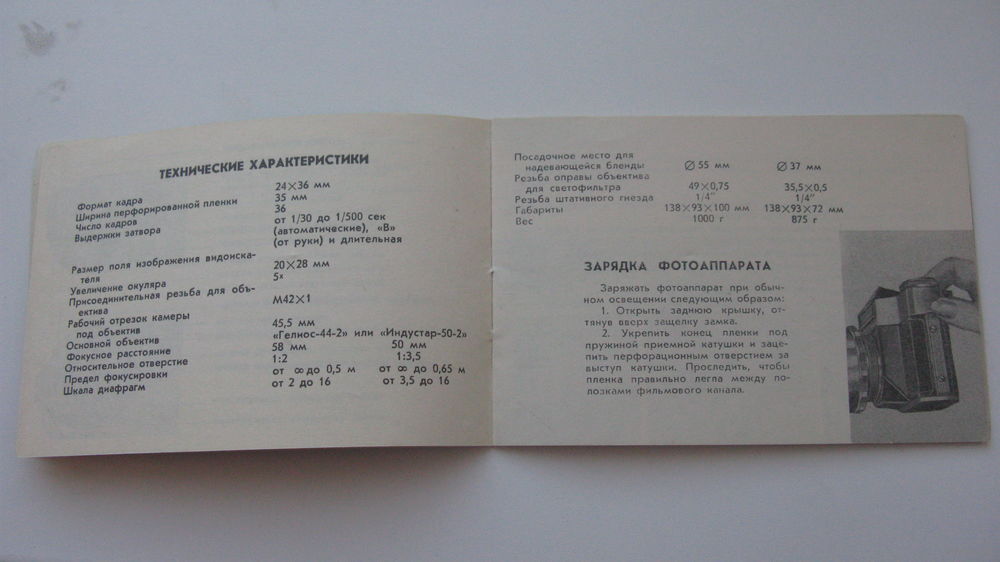 ТЕХНИЧЕСКИЕ ХАРАКТЕРИСТИКИ
Формат кадра 24×36 мм
Ширина перфорированной пленки 35 мм
Число кадров 36
Выдержки затвора от 1/30 до 1/500 сек
(автоматические), «В»
(от руки) и длительная
Размер поля изображения видоиска-
теля 20×28 мм
Увеличение окуляра 5ˣ
Присоединительная резьба для объ-
ектива М42×1
Рабочий отрезок камеры
под объектив 45,5 мм
Основной объектив «Гелиос-44-2» или «Индустар-50-2»
Фокусное расстояние 58 мм 50 мм
Относительное отверстие 1:2 1:3,5
Предел фокусировки от ∞ до 0,5 м от ∞ до 0,65 м
Шкала диафрагм от 2 до 16 от 3,5 до 16
Посадочное место для
надевающейся бленды ∅ 55 мм ∅ 37 мм
Резьба оправы объектива
для светофильтра 49×0,75 35,5×0,5
Резьба штативного гнезда 1/4″ 1/4″
Габариты 138×93×100 мм 138×93×72 мм
Вес 1000 г 875 г
ЗАРЯДКА ФОТОАППАРАТА
Заряжать фотоаппарат при обыч-
ном освещении следующим образом:
1. Открыть заднюю крышку, от-
тянув вверх защелку замка.
2. Укрепить конец пленки под
пружиной приемной катушки и заце-
пить перфорационным отверстием за
выступ катушки. Проследить, чтобы
пленка правильно легла между по-
лозками фильмового канала.